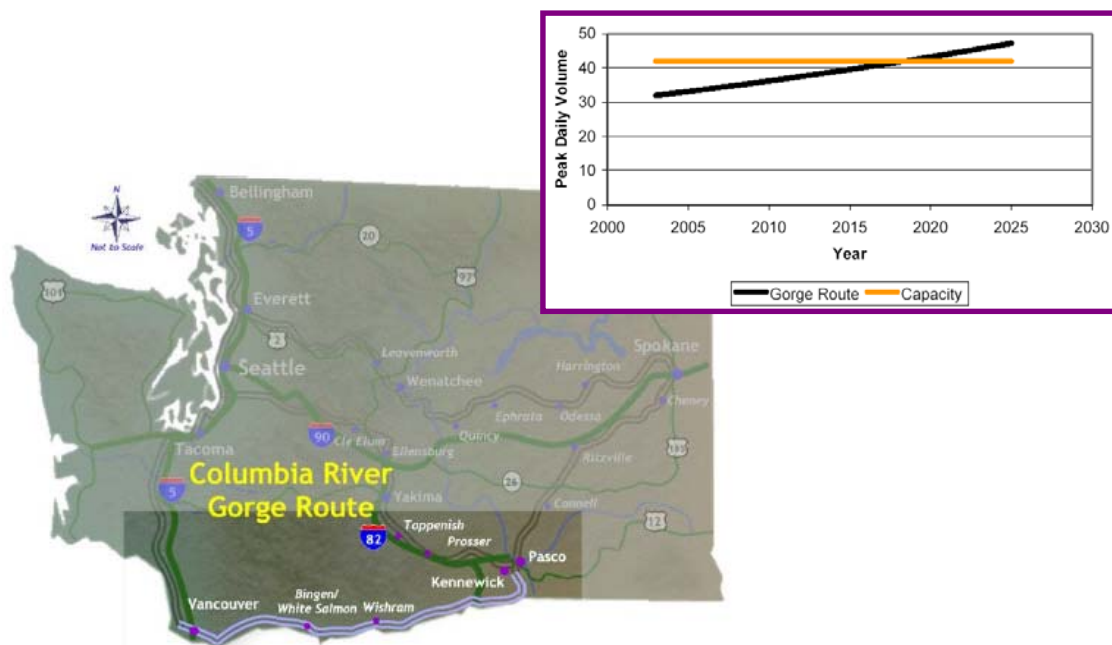 50
40
30
20
10
0
Peak Daily Volume
2000 2005 2010 2015 2020 2025 2030
Year
Gorge Route Capacity
N
Not to Scale
Bellingham
5
20
97
101
Everett
2
Seattle
Leavenworth
Wenatchee
Harrington
Spokane
Ephrata
Odessa
Cheney
Quincy
Tacoma
90
Cle Elum
Ellensburg
Ritzville
195
Columbia River
Gorge Route
5
26
Yakima
Connell
12
82
Toppenish
Prosser
Pasco
Kennewick
Vancouver
Bingen/
White Salmon
Wishram